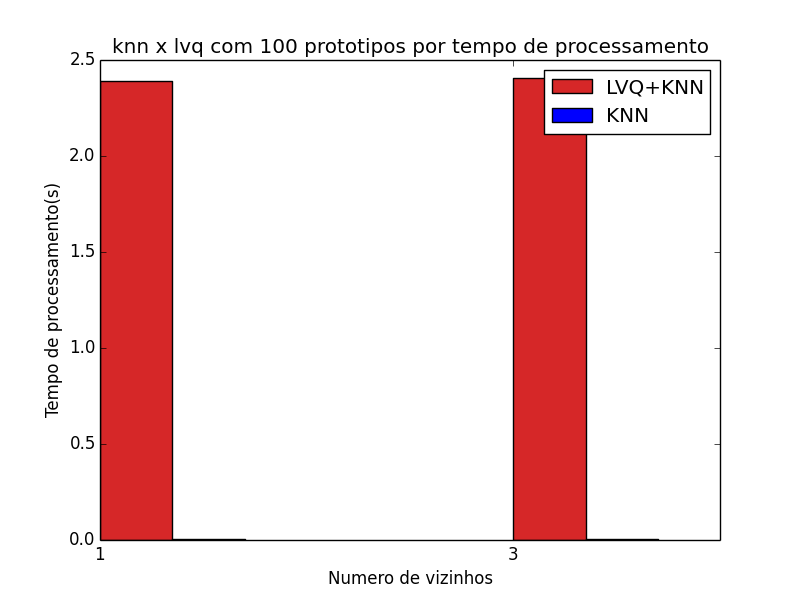 knn x lvq com 100 prototipos por tempo de processamento
2.5
LVQ+KNN
KNN
2.0
1.5
1.0
0.5
0.0
Tempo de processamento(s)
1
3
Numero de vizinhos